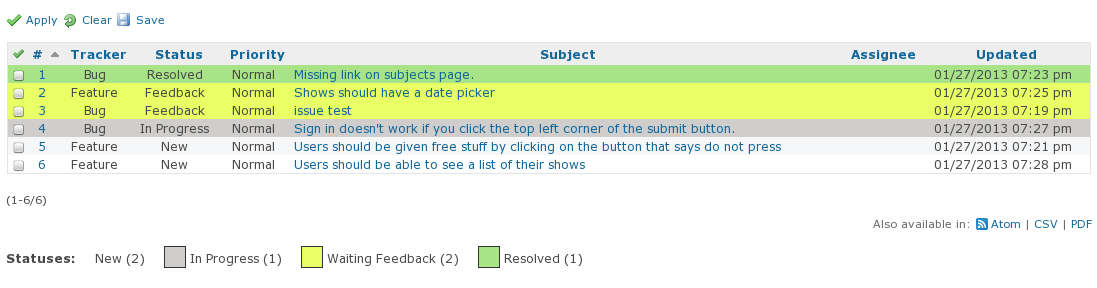 Apply Clear Save
# Tracker Status Priority Subject Assignee Updated
1 Bug Resolved Normal Missing link on subjects page. 01/27/2013 07:23 pm
2 Feature Feedback Normal Shows should have a date picker 01/27/2013 07:25 pm
3 Bug Feedback Normal issue test 01/27/2013 07:19 pm
4 Bug In Progress Normal Sign in doesn't work if you click the top left corner of the submit button. 01/27/2013 07:27 pm
5 Feature New Normal Users should be given free stuff by clicking on the button that says do not press 01/27/2013 07:21 pm
6 Feature New Normal Users should be able to see a list of their shows 01/27/2013 07:28 pm
(1-6/6)
Also available in: Atom | CSV | PDF
Statuses: New (2) In Progress (1) Waiting Feedback (2) Resolved (1)